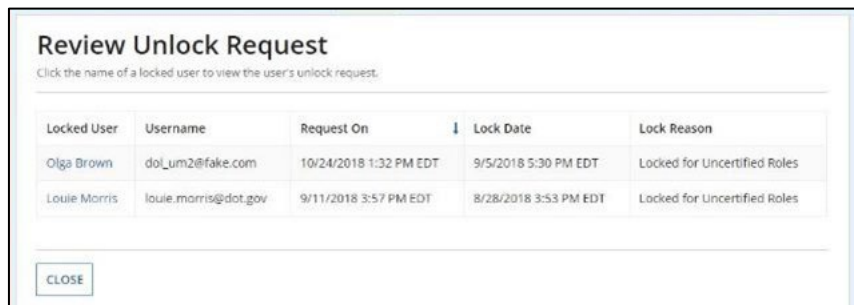 Review Unlock Request
Click the name of a locked user to view the user's unlock request.
Locked User Username Request On Lock Date Lock Reason
Olga Brown dol_um2@fake.com 10/24/2018 1:32 PM EDT 9/5/2018 5:30 PM EDT Locked for Uncertified Roles
Louie Morris louie.morris@dot.gov 9/11/2018 3:57 PM EDT 8/28/2018 3:53 PM EDT Locked for Uncertified Roles
CLOSE